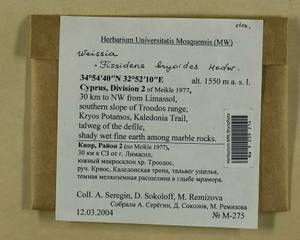 Herbarium Universitatis Mosquensis (MW)
Weissia
+ Fissidens bryoides Hedw.
34°54'40"N 32°52'10"E alt. 1550 m a. s. l.
Cyprus, Division 2 of Meikle 1977,
30 km to NW from Limassol,
southern slope of Troodos range,
Kryos Potamos, Kaledonia Trail,
talweg of the defile,
shady wet fine earth among marble rocks.
Кипр, Район 2 (по Meikle 1977),
30 км к СЗ от г. Лимасол,
южный макросклон хр. Троодос,
руч. Криос, Каледонская тропа, тальвег ущелья,
темная мелкоземная расщелина в глыбе мрамора.
Coll. A. Seregin, D. Sokoloff, M. Remizova
Собрали А. Серёгин, Д. Соколов, М. Ремизова
12.03.2004 № M-275